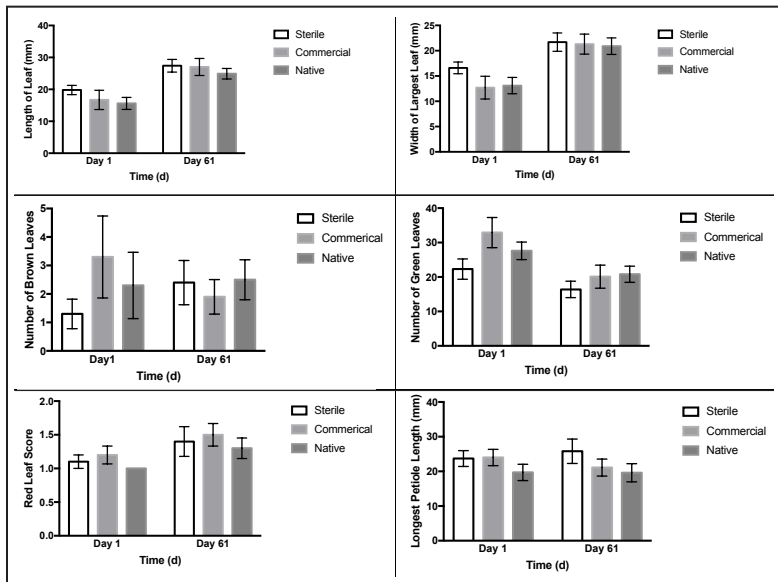 Length of Leaf (mm)
40
30
20
10
0
Day 1
Day 61
Time (d)
Sterile
Commercial
Native
Width of Largest Leaf (mm)
25
20
15
10
5
0
Day 1
Day 61
Time (d)
Sterile
Commercial
Native
Number of Brown Leaves
5
4
3
2
1
0
Day1
Day 61
Time (d)
Sterile
Commerical
Native
Number of Green Leaves
40
30
20
10
0
Day 1
Day 61
Time (d)
Sterile
Commerical
Native
Red Leaf Score
2.0
1.5
1.0
0.5
0.0
Day 1
Day 61
Time (d)
Sterile
Commerical
Native
Longest Petiole Length (mm)
40
30
20
10
0
Day 1
Day 61
Time (d)
Sterile
Commercial
Native